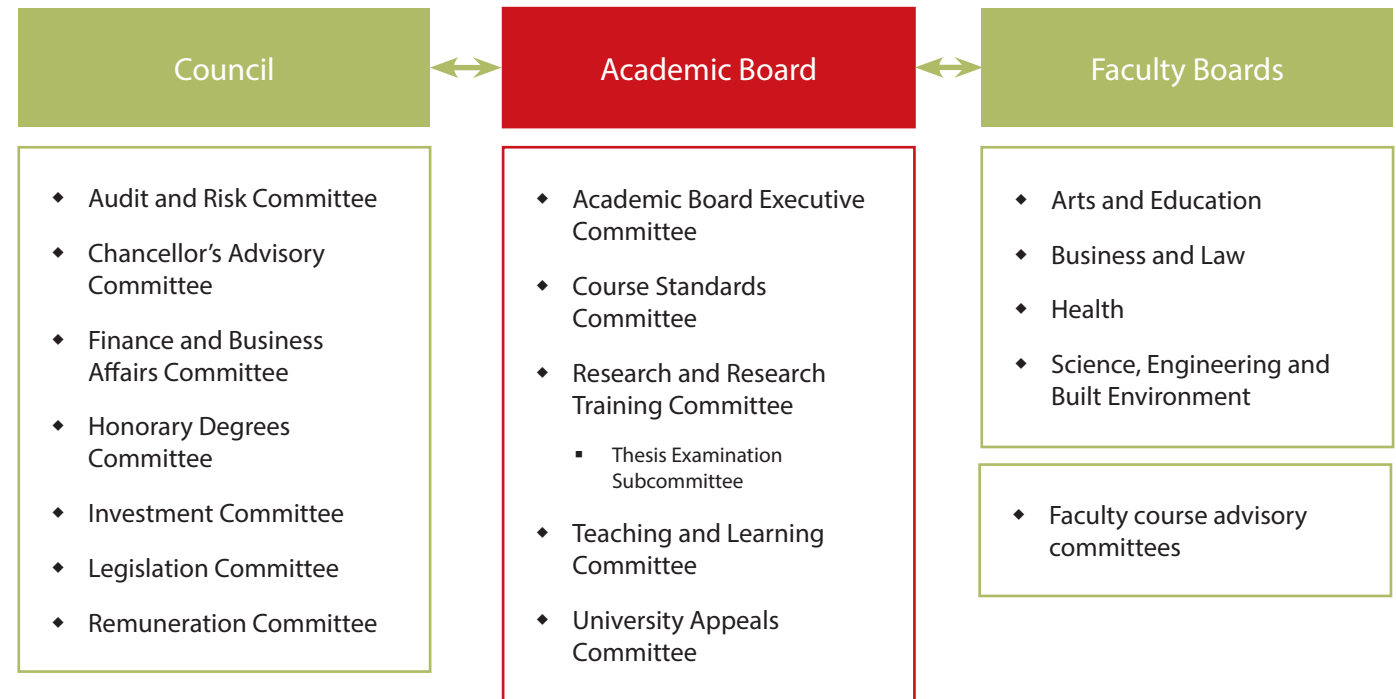 Council
Academic Board
Faculty Boards
◆ Audit and Risk Committee
◆ Chancellor’s Advisory
Committee
◆ Finance and Business
Affairs Committee
◆ Honorary Degrees
Committee
◆ Investment Committee
◆ Legislation Committee
◆ Remuneration Committee
◆ Academic Board Executive
Committee
◆ Course Standards
Committee
◆ Research and Research
Training Committee
▪ Thesis Examination
Subcommittee
◆ Teaching and Learning
Committee
◆ University Appeals
Committee
◆ Arts and Education
◆ Business and Law
◆ Health
◆ Science, Engineering and
Built Environment
◆ Faculty course advisory
committees